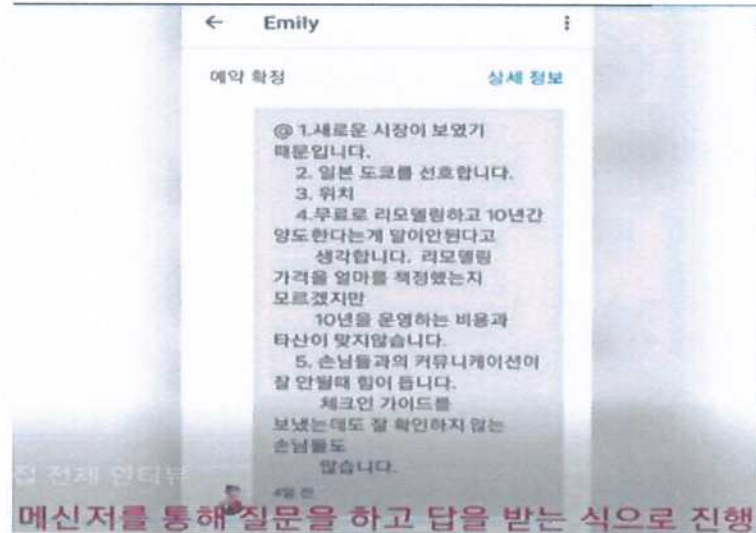 Emily
예약 확정 상세 정보
@ 1.새로운 시장이 보였기
때문입니다.
2. 일본 도쿄를 선호합니다.
3. 위치
4.무료로 리모델링하고 10년간
양도한다는게 말이안된다고
생각합니다. 리모델링
가격을 얼마를 책정했는지
모르겠지만
10년을 운영하는 비용과
타산이 맞지않습니다.
5. 손님들과의 커뮤니케이션이
잘 안될때 힘이 듭니다.
체크인 가이드를
보냈는데도 잘 확인하지 않는
손님들도
많습니다.
4일 전
집 전체 인터뷰
메신저를 통해 질문을 하고 답을 받는 식으로 진행